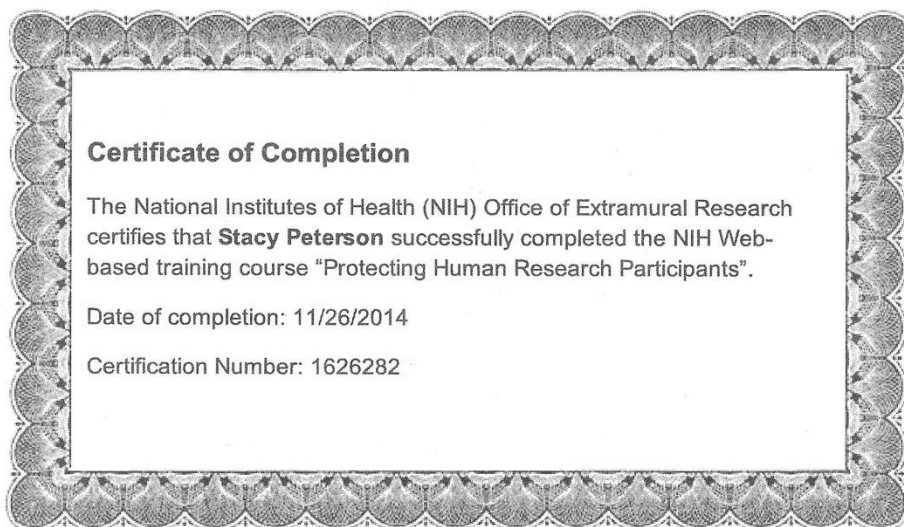 Certificate of Completion
The National Institutes of Health (NIH) Office of Extramural Research
certifies that Stacy Peterson successfully completed the NIH Web-
based training course “Protecting Human Research Participants”.
Date of completion: 11/26/2014
Certification Number: 1626282